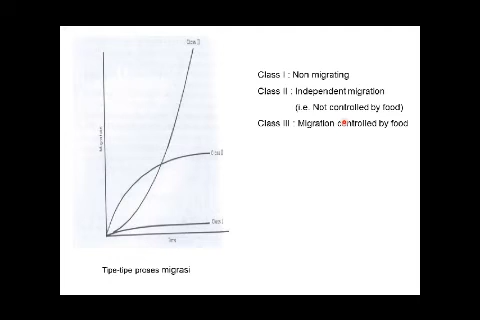 Class I : Non migrating
Class II : Independent migration
(i.e. Not controlled by food)
Class III : Migration controlled by food
Tipe-tipe proses migrasi